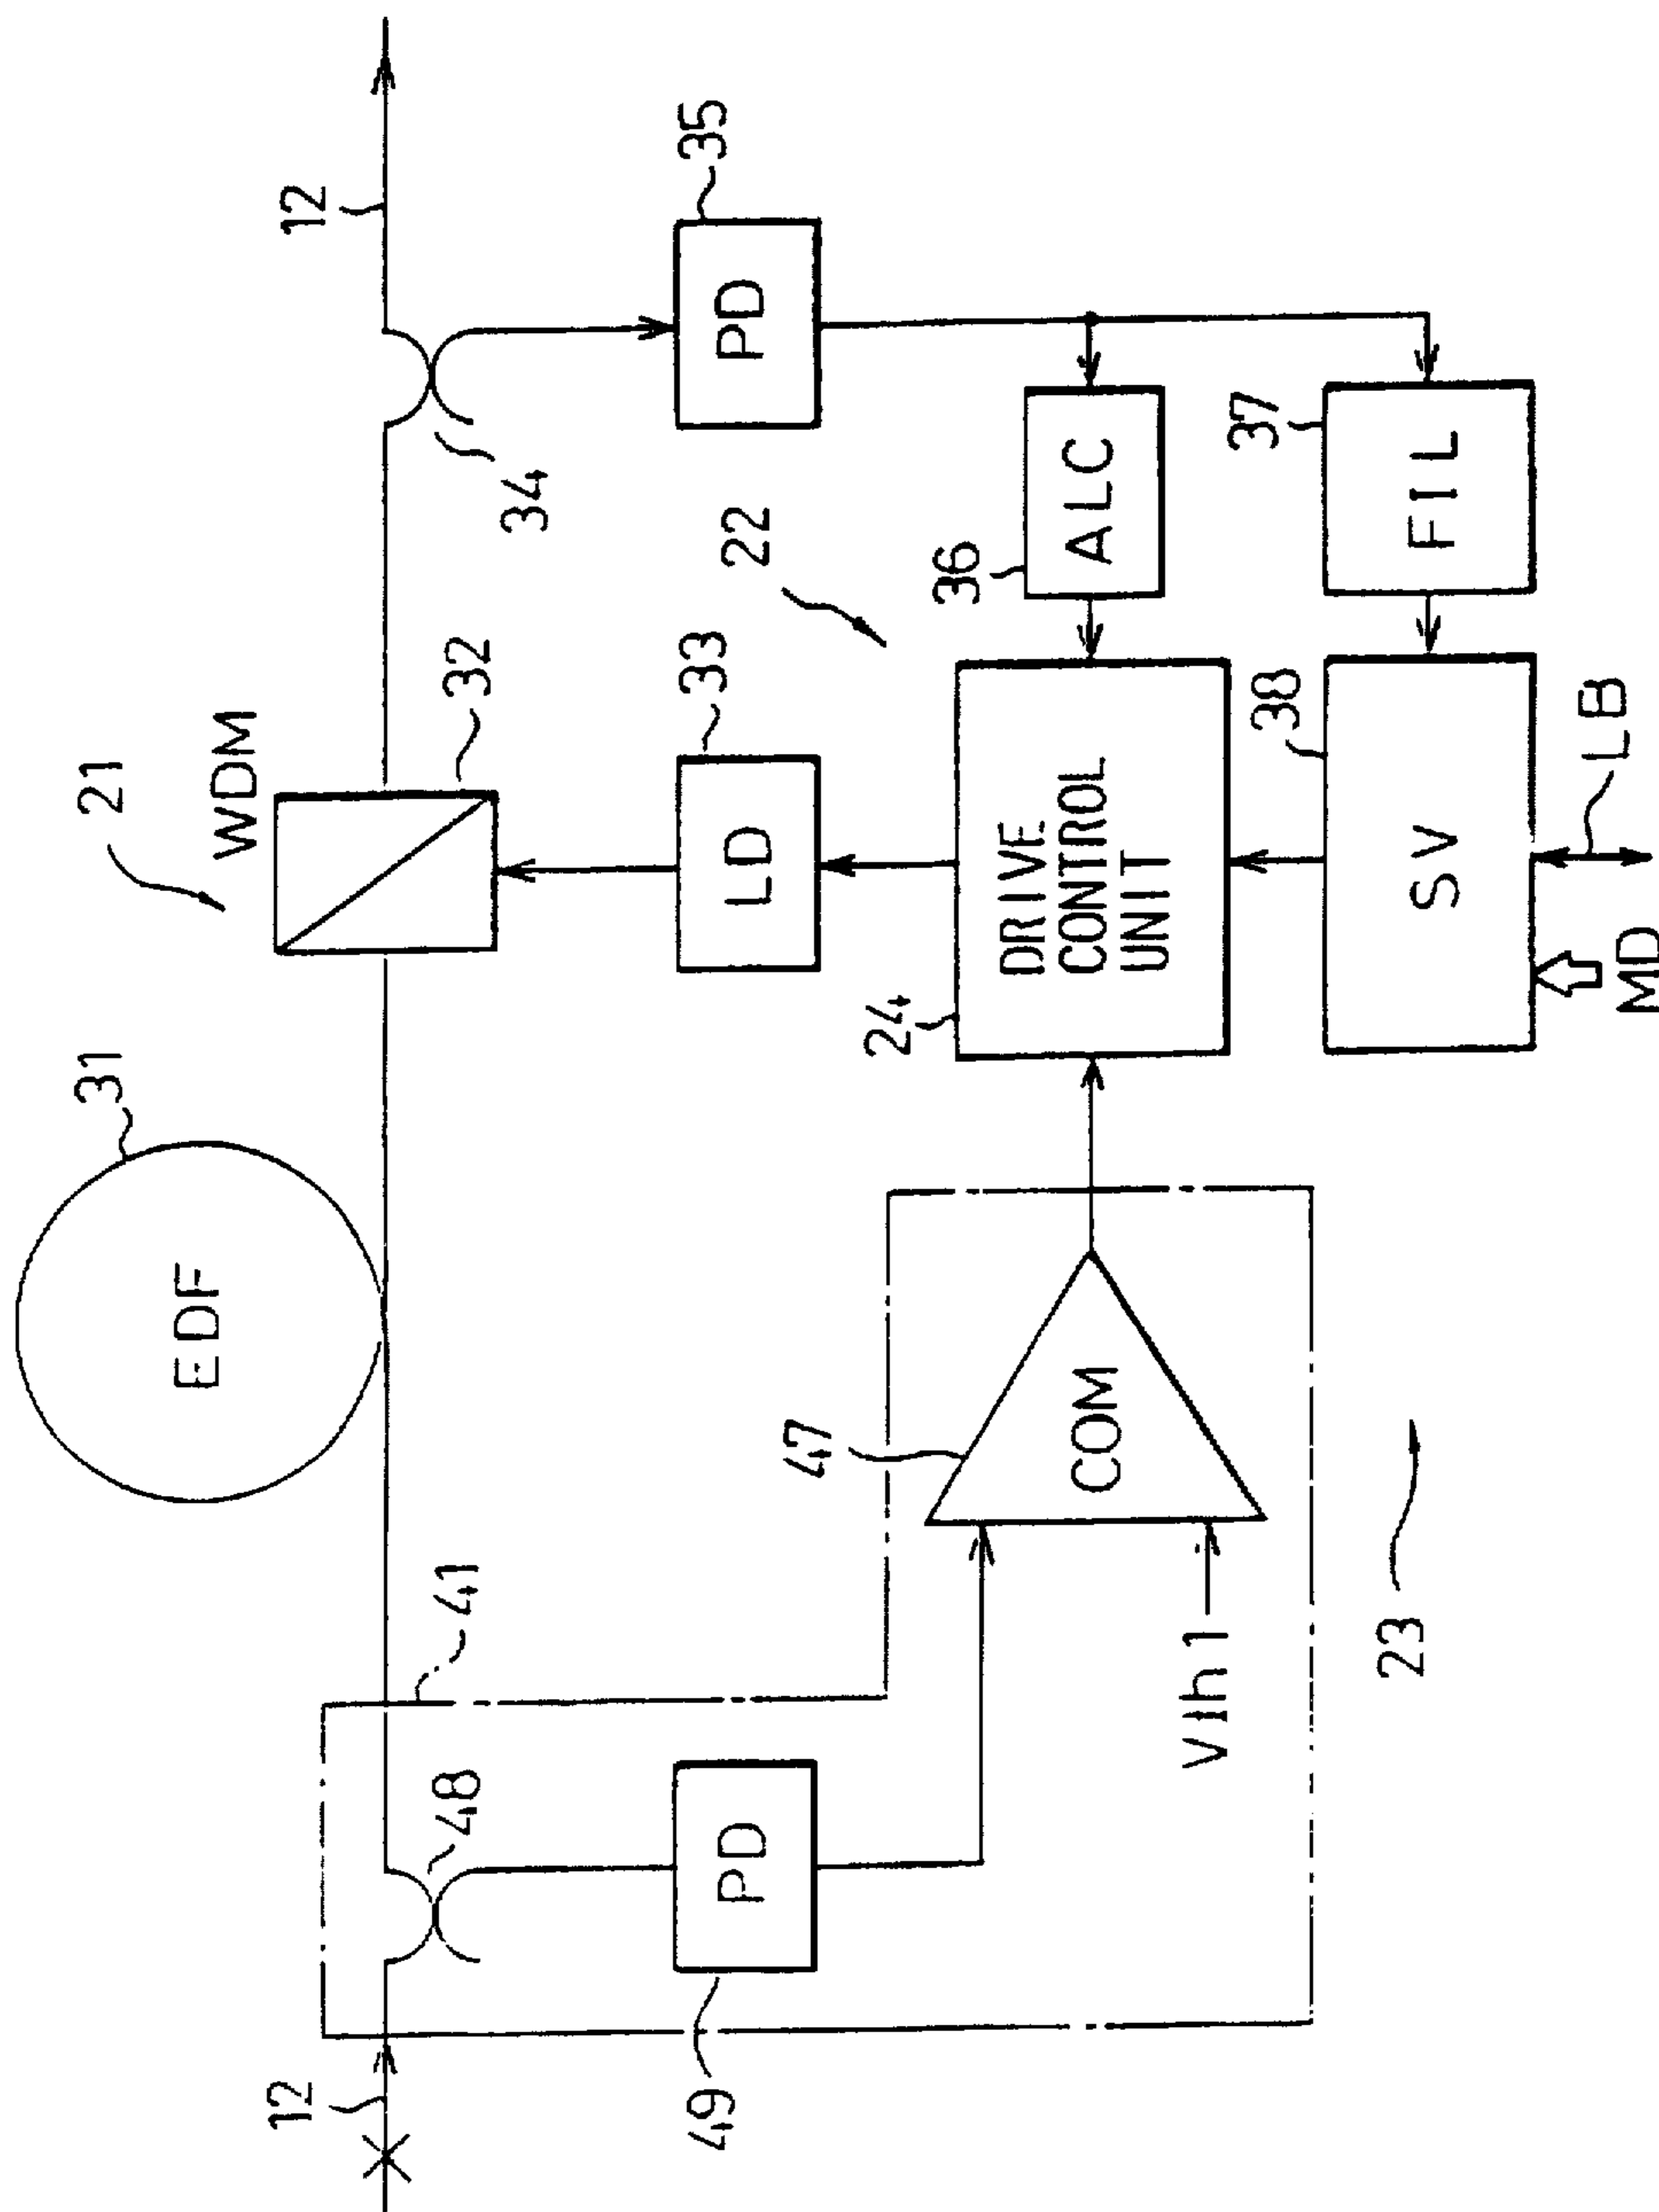 12
49
PD
48
41
23
Vth1
COM
47
EDF
31
21
WDM
32
LD
33
24
DRIVE
CONTROL
UNIT
MD
LB
SV
38
22
36
ALC
37
FIL
34
PD
35
12